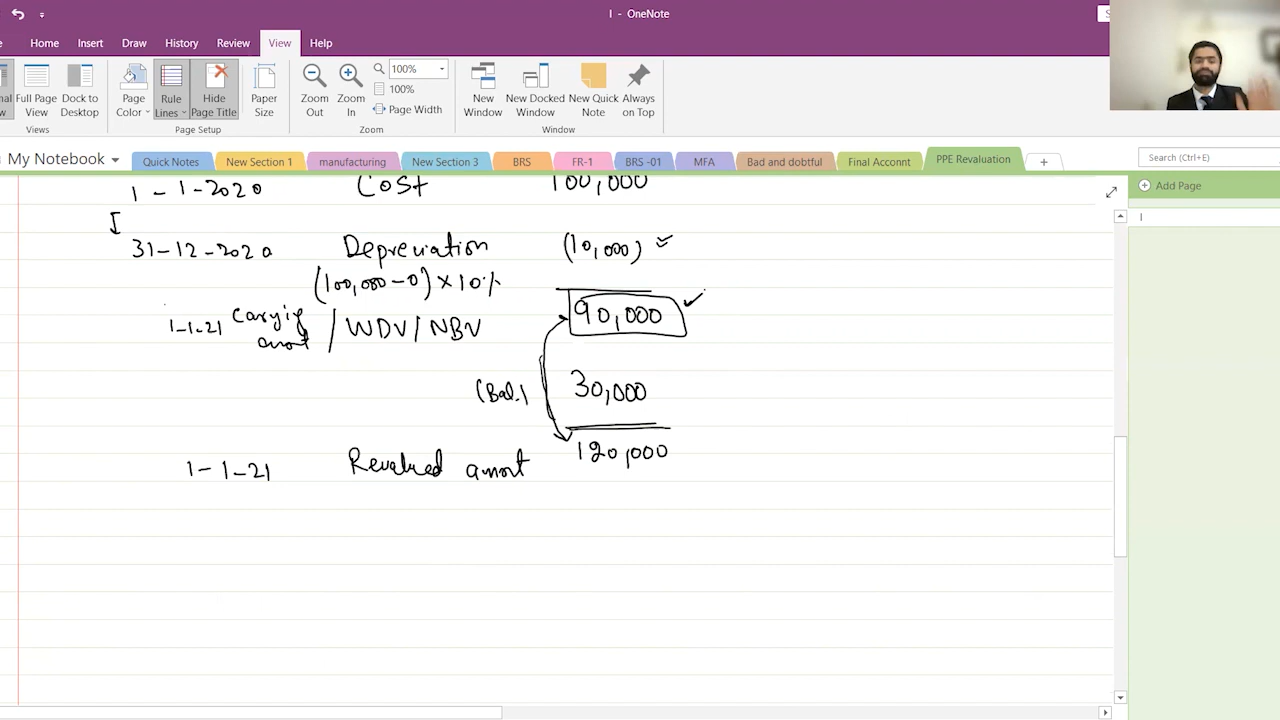 I - OneNote
Home Insert Draw History Review View Help
Full Page View
Dock to Desktop
Views
Page Color
Rule Lines
Hide Page Title
Paper Size
Page Setup
Zoom Out
Zoom In
100%
100%
Page Width
Zoom
New Window
New Docked Window
New Quick Note
Always on Top
Window
My Notebook
Quick Notes
New Section 1
manufacturing
New Section 3
BRS
FR-1
BRS -01
MFA
Bad and dobtful
Final Acconnt
PPE Revaluation
Search (Ctrl+E)
Add Page
I
1-1-2020 Cost 100,000
31-12-2020 Depreciation (10,000)
(100,000-0) × 10%
1-1-21 Carryig amont / WDV / NBV 90,000
(Bal.) 30,000
120,000
1-1-21 Revalued amont